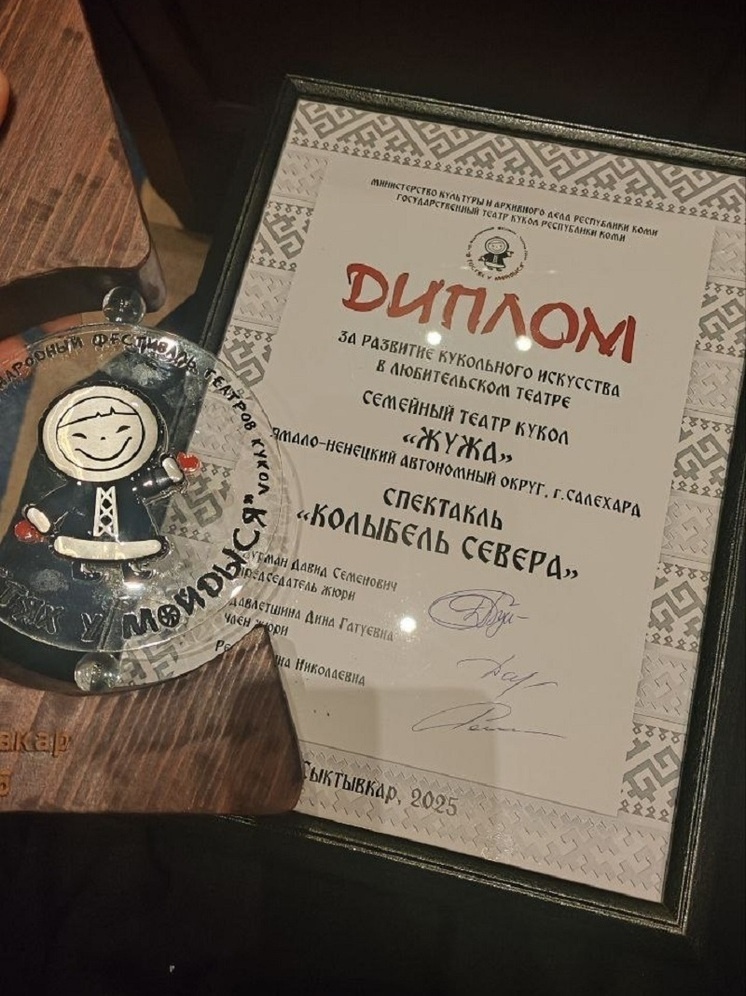 МИНИСТЕРСТВО КУЛЬТУРЫ И АРХИВНОГО ДЕЛА РЕСПУБЛИКИ КОМИ
ГОСУДАРСТВЕННЫЙ ТЕАТР КУКОЛ РЕСПУБЛИКИ КОМИ
ДИПЛОМ
ЗА РАЗВИТИЕ КУКОЛЬНОГО ИСКУССТВА
В ЛЮБИТЕЛЬСКОМ ТЕАТРЕ
СЕМЕЙНЫЙ ТЕАТР КУКОЛ
«ЖУЖА»
ЯМАЛО-НЕНЕЦКИЙ АВТОНОМНЫЙ ОКРУГ, г.САЛЕХАРД
СПЕКТАКЛЬ
«КОЛЫБЕЛЬ СЕВЕРА»
ДАВИД СЕМЕНОВИЧ
ПРЕДСЕДАТЕЛЬ ЖЮРИ
ДАВЛЕТШИНА ДИНА ГАТУЕВНА
ЧЛЕН ЖЮРИ
НИКОЛАЕВНА
СЫКТЫВКАР, 2025
ФЕСТИВАЛЬ ТЕАТРОВ КУКОЛ
У МОЙДЫСЯ